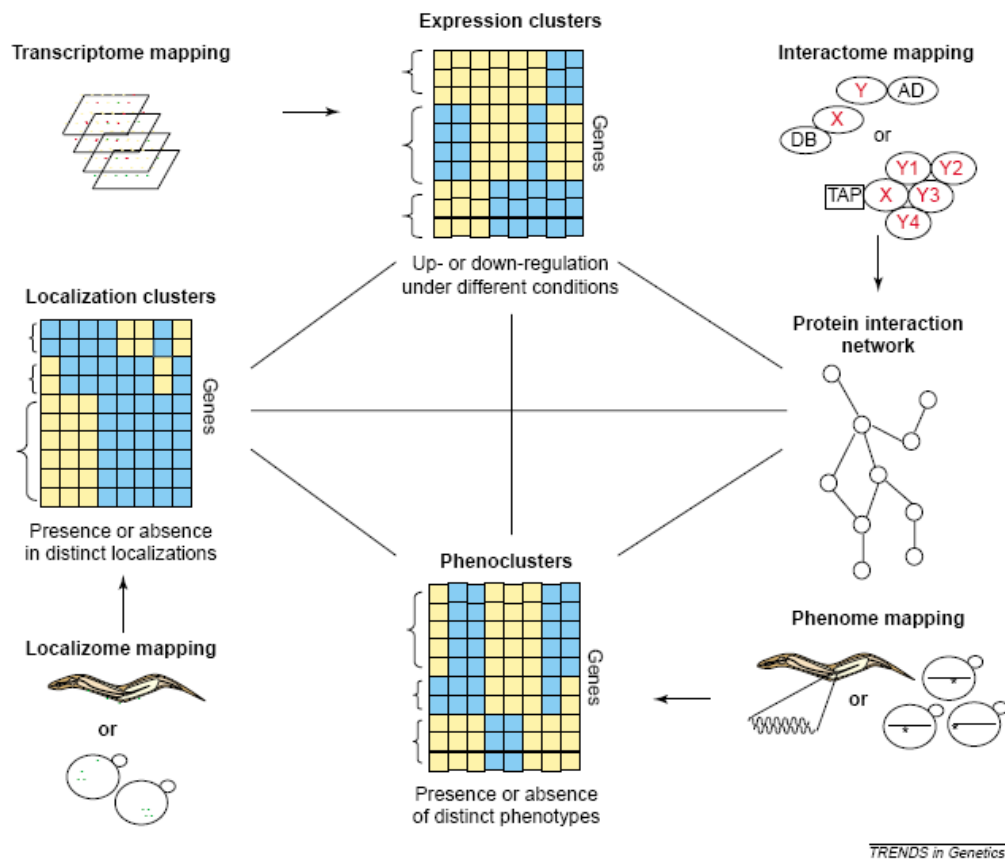 Expression clusters
Transcriptome mapping
Interactome mapping
Genes
Y
AD
X
DB
or
Y1
Y2
TAP
X
Y3
Y4
Up- or down-regulation
under different conditions
Localization clusters
Genes
Protein interaction
network
Presence or absence
in distinct localizations
Phenoclusters
Genes
Phenome mapping
or
*
*
*
Localizome mapping
or
Presence or absence
of distinct phenotypes
TRENDS in Genetics